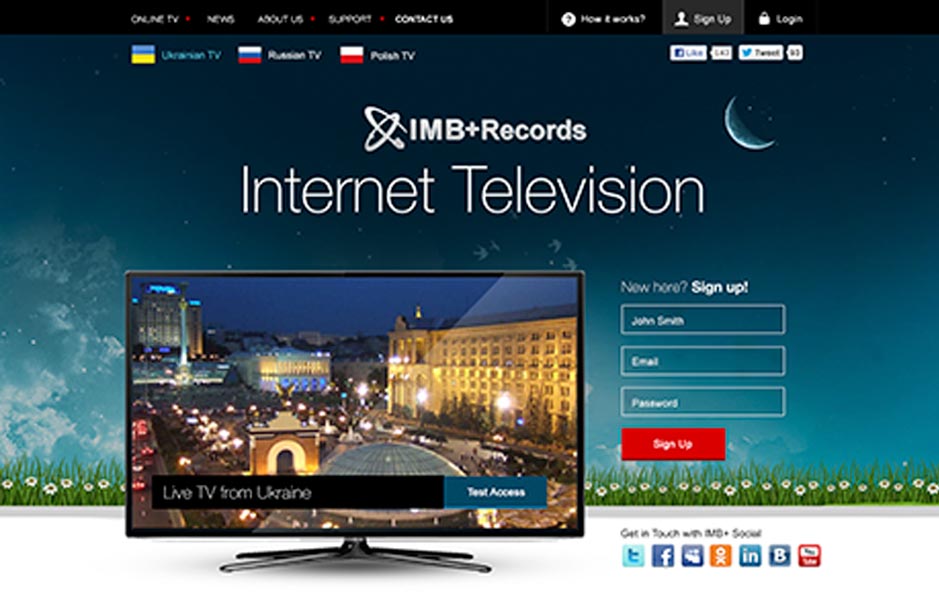 ONLINE TV
NEWS
ABOUT US
SUPPORT
CONTACT US
How it works?
Sign Up
Login
Ukrainian TV
Russian TV
Polish TV
Like
Tweet
IMB+Records
Internet Television
New here? Sign up!
John Smith
Email
Password
Sign Up
Live TV from Ukraine
Test Access
Get in Touch with IMB+ Social
You
Tube